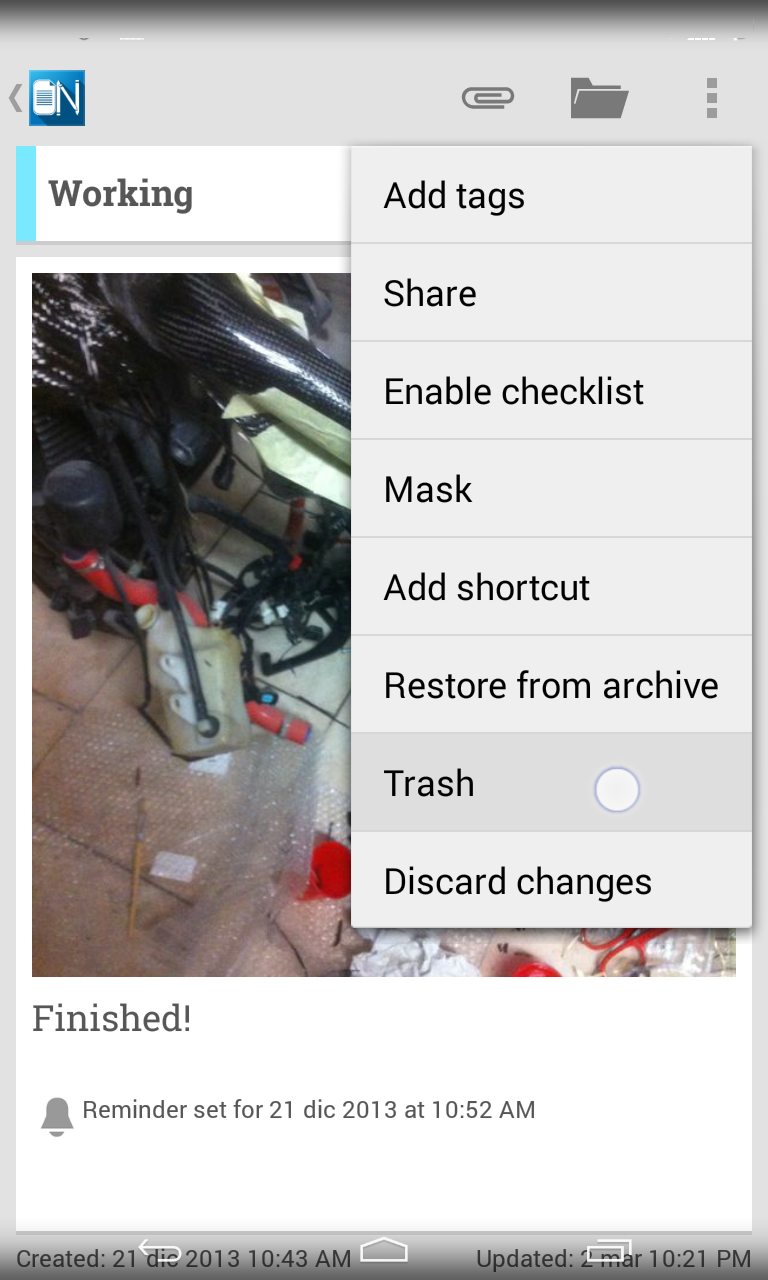 N
Working
Add tags
Share
Enable checklist
Mask
Add shortcut
Restore from archive
Trash
Discard changes
Finished!
Reminder set for 21 dic 2013 at 10:52 AM
Created: 21 dic 2013 10:43 AM
Updated: 2 mar 10:21 PM